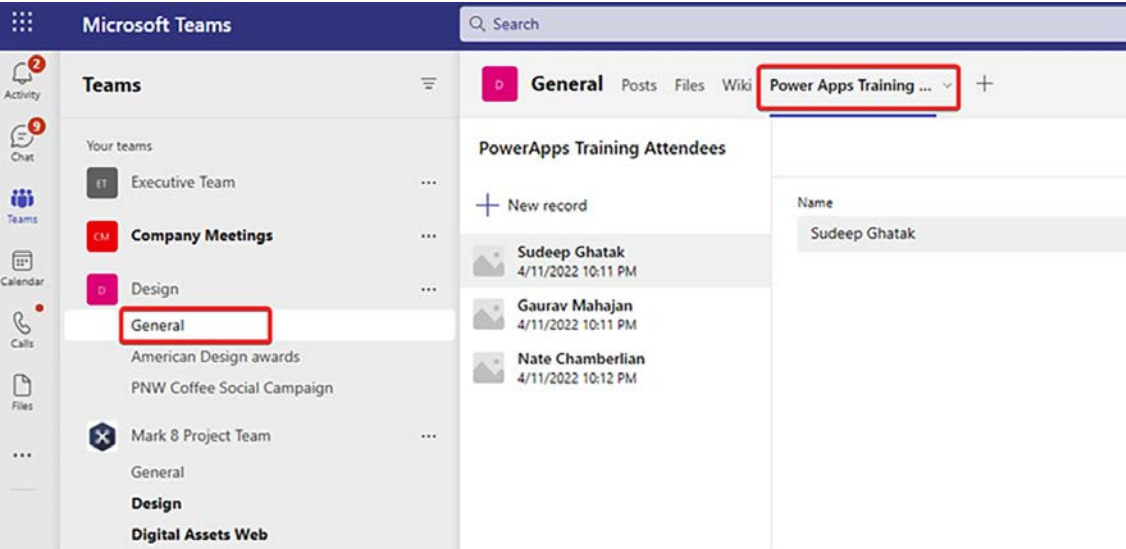 Microsoft Teams
Search
2
Activity
9
Chat
Teams
Calendar
Calls
Files
Teams
Your teams
ET Executive Team
CM Company Meetings
D Design
General
American Design awards
PNW Coffee Social Campaign
Mark 8 Project Team
General
Design
Digital Assets Web
D General Posts Files Wiki Power Apps Training ...
PowerApps Training Attendees
New record
Sudeep Ghatak
4/11/2022 10:11 PM
Gaurav Mahajan
4/11/2022 10:11 PM
Nate Chamberlian
4/11/2022 10:12 PM
Name
Sudeep Ghatak